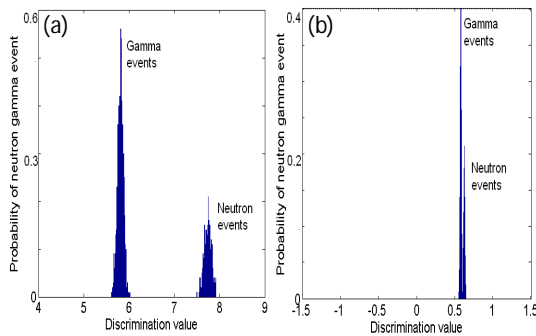 (a)
Probability of neutron gamma event
0.6
0.3
0
Gamma
events
Neutron
events
4 5 6 7 8 9
Discrimination value
(b)
Probability of neutron gamma event
0.4
0.2
0
Gamma
events
Neutron
events
-1.5 -1 -0.5 0 0.5 1 1.5
Discrimination value